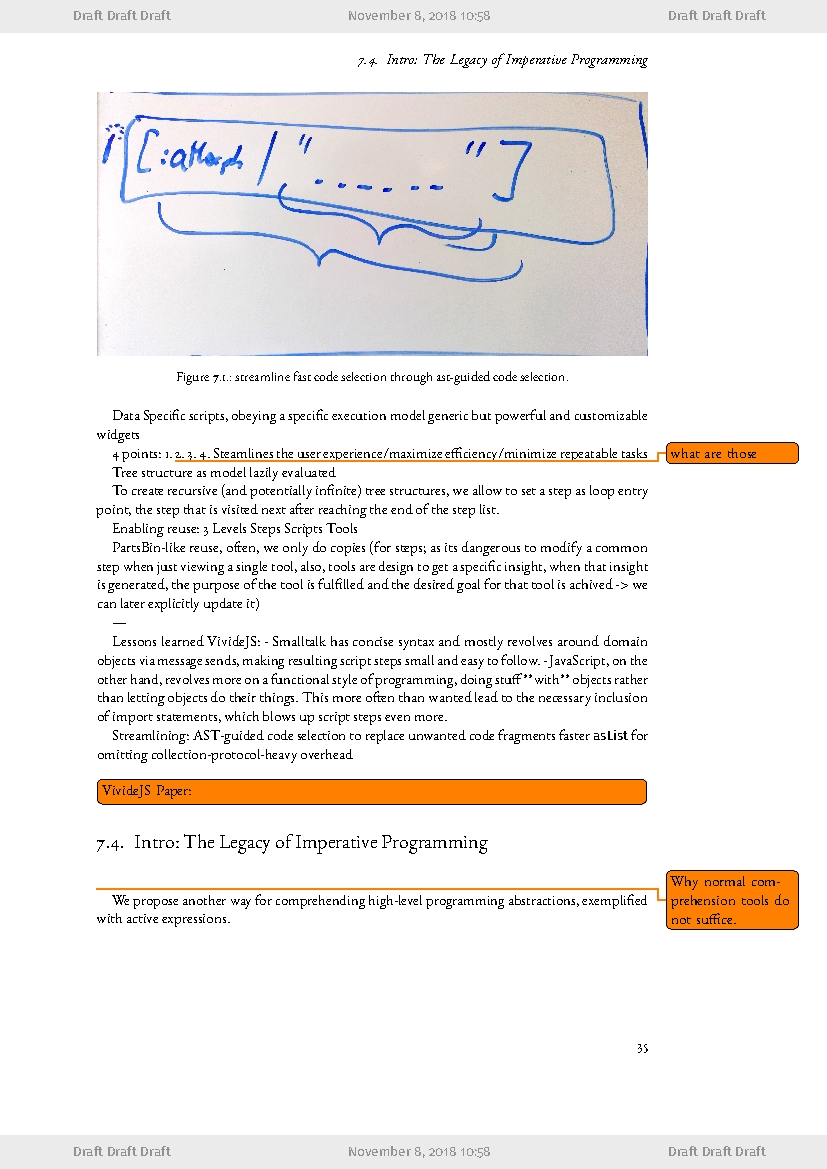 Draft Draft Draft November 8, 2018 10:58 Draft Draft Draft
7.4. Intro: The Legacy of Imperative Programming
[:aMorph | " ...... " ]
Figure 7.1.: streamline fast code selection through ast-guided code selection.
Data Specific scripts, obeying a specific execution model generic but powerful and customizable
widgets
4 points: 1. 2. 3. 4. Steamlines the user experience/maximize efficiency/minimize repeatable tasks
what are those
Tree structure as model lazily evaluated
To create recursive (and potentially infinite) tree structures, we allow to set a step as loop entry
point, the step that is visited next after reaching the end of the step list.
Enabling reuse: 3 Levels Steps Scripts Tools
PartsBin-like reuse, often, we only do copies (for steps; as its dangerous to modify a common
step when just viewing a single tool, also, tools are design to get a specific insight, when that insight
is generated, the purpose of the tool is fulfilled and the desired goal for that tool is achived -> we
can later explicitly update it)
—
Lessons learned VivideJS: - Smalltalk has concise syntax and mostly revolves around domain
objects via message sends, making resulting script steps small and easy to follow. - JavaScript, on the
other hand, revolves more on a functional style of programming, doing stuff **with** objects rather
than letting objects do their things. This more often than wanted lead to the necessary inclusion
of import statements, which blows up script steps even more.
Streamlining: AST-guided code selection to replace unwanted code fragments faster asList for
omitting collection-protocol-heavy overhead
VivideJS Paper:
7.4. Intro: The Legacy of Imperative Programming
Why normal com-
prehension tools do
not suffice.
We propose another way for comprehending high-level programming abstractions, exemplified
with active expressions.
35
Draft Draft Draft November 8, 2018 10:58 Draft Draft Draft